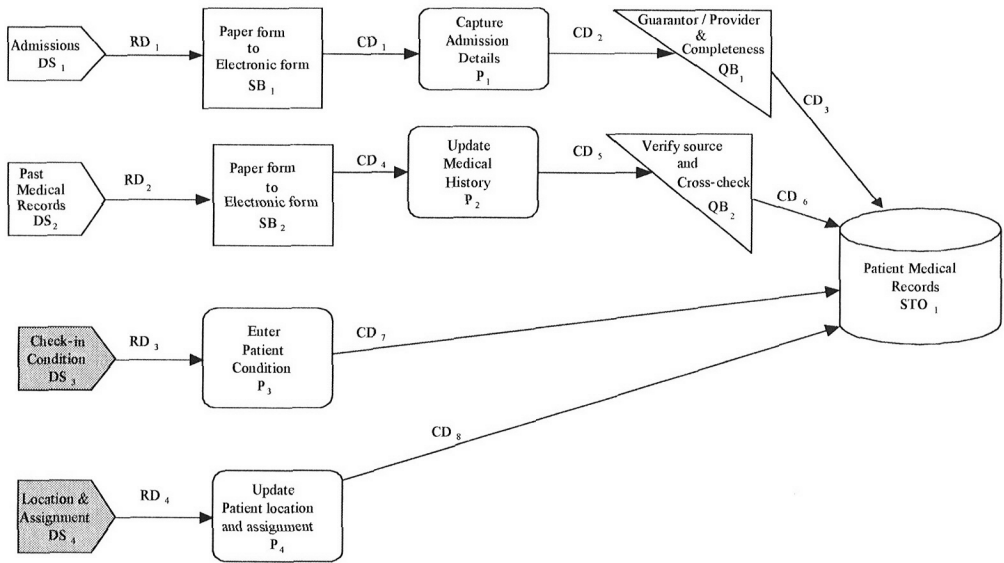 Admissions
DS 1
RD 1
Paper form
to
Electronic form
SB 1
CD 1
Capture
Admission
Details
P 1
CD 2
Guarantor / Provider
&
Completeness
QB 1
CD 3
Past
Medical
Records
DS 2
RD 2
Paper form
to
Electronic form
SB 2
CD 4
Update
Medical
History
P 2
CD 5
Verify source
and
Cross-check
QB 2
CD 6
Patient Medical
Records
STO 1
Check-in
Condition
DS 3
RD 3
Enter
Patient
Condition
P 3
CD 7
Location &
Assignment
DS 4
RD 4
Update
Patient location
and assignment
P 4
CD 8